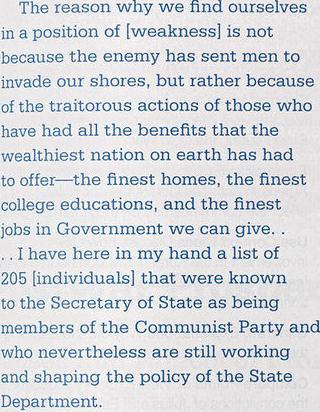 The reason why we find ourselves
in a position of [weakness] is not
because the enemy has sent men to
invade our shores, but rather because
of the traitorous actions of those who
have had all the benefits that the
wealthiest nation on earth has had
to offer—the finest homes, the finest
college educations, and the finest
jobs in Government we can give. .
. . I have here in my hand a list of
205 [individuals] that were known
to the Secretary of State as being
members of the Communist Party and
who nevertheless are still working
and shaping the policy of the State
Department.